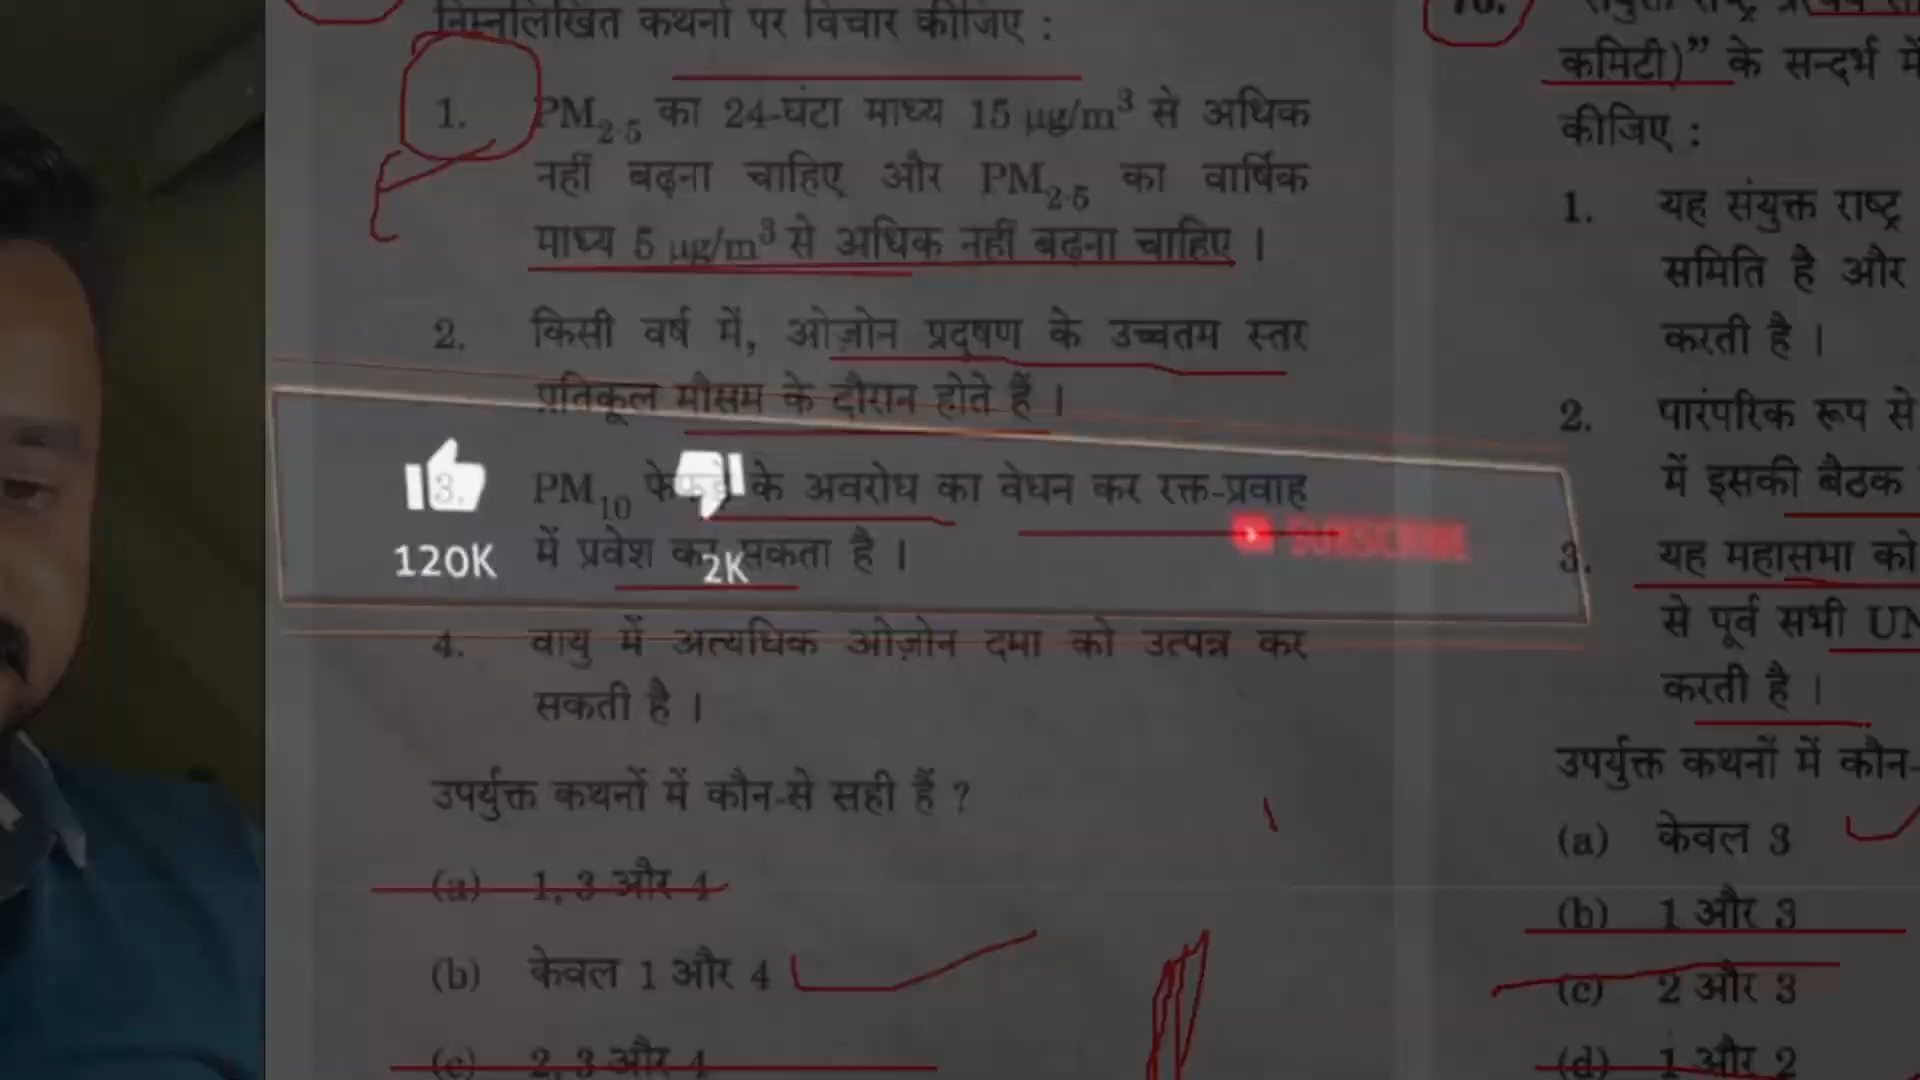 निम्नलिखित कथनों पर विचार कीजिए :
1. PM2·5 का 24-घंटा माध्य 15 µg/m³ से अधिक
नहीं बढ़ना चाहिए और PM2·5 का वार्षिक
माध्य 5 µg/m³ से अधिक नहीं बढ़ना चाहिए ।
2. किसी वर्ष में, ओज़ोन प्रदूषण के उच्चतम स्तर
प्रतिकूल मौसम के दौरान होते हैं ।
3. PM10 के अवरोध का वेधन कर रक्त-प्रवाह
में प्रवेश कर सकता है ।
4. वायु में अत्यधिक ओज़ोन दमा को उत्पन्न कर
सकती है ।
उपर्युक्त कथनों में कौन-से सही हैं ?
(a) 1, 3 और 4
(b) केवल 1 और 4
(c) 2, 3 और 4
120K
2K
SUBSCRIBE
कमिटी)” के सन्दर्भ में
कीजिए :
1. यह संयुक्त राष्ट्र
समिति है और
करती है ।
2. पारंपरिक रूप से
में इसकी बैठक
3. यह महासभा को
से पूर्व सभी UN
करती है ।
उपर्युक्त कथनों में कौन-
(a) केवल 3
(b) 1 और 3
(c) 2 और 3
(d) 1 और 2